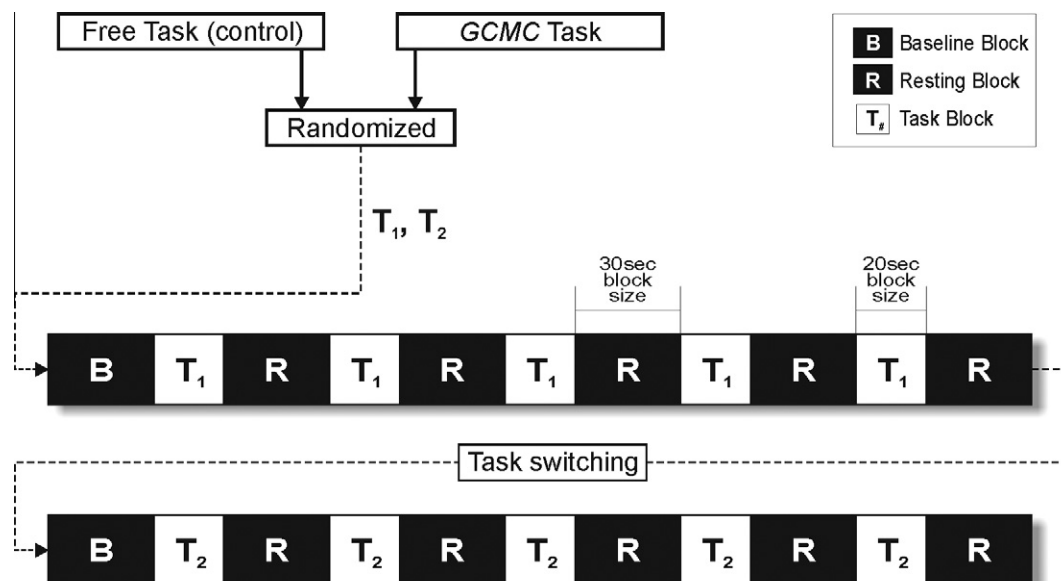 Free Task (control)
GCMC Task
B Baseline Block
R Resting Block
T# Task Block
Randomized
T1, T2
30sec
block
size
20sec
block
size
B T1 R T1 R T1 R T1 R T1 R
Task switching
B T2 R T2 R T2 R T2 R T2 R